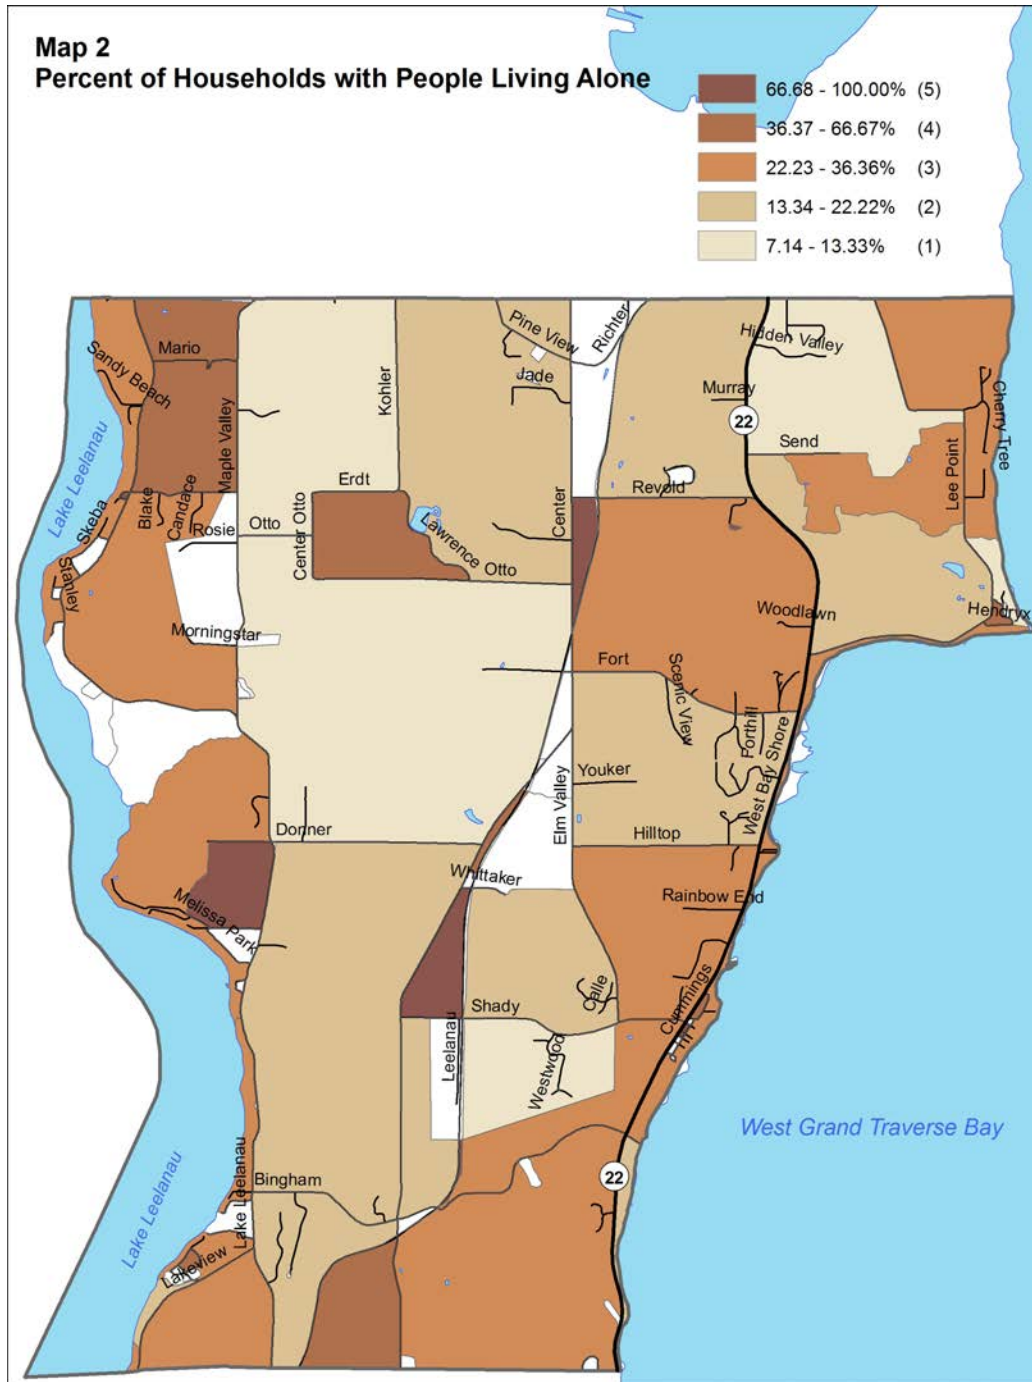 Map 2
Percent of Households with People Living Alone
66.68 - 100.00% (5)
36.37 - 66.67% (4)
22.23 - 36.36% (3)
13.34 - 22.22% (2)
7.14 - 13.33% (1)
Mario
Sandy Beach
Maple Valley
Kohler
Pine View
Richter
Jade
Hidden Valley
Murray
22
Send
Cherry Tree
Lee Point
Lake Leelanau
Skeba
Blake
Candace
Rosie
Otto
Erdt
Center Otto
Lawrence Otto
Center
Revold
Stanley
Morningstar
Woodlawn
Hendryx
Fort
Scenic View
Forthill
West Bay Shore
Youker
Elm Valley
Hilltop
Donner
Whittaker
Rainbow End
Melissa Park
Calle
Cummings
Shady
Leelanau
Westwood
West Grand Traverse Bay
Bingham
22
Lake Leelanau
Lake Leelanau
Lakeview